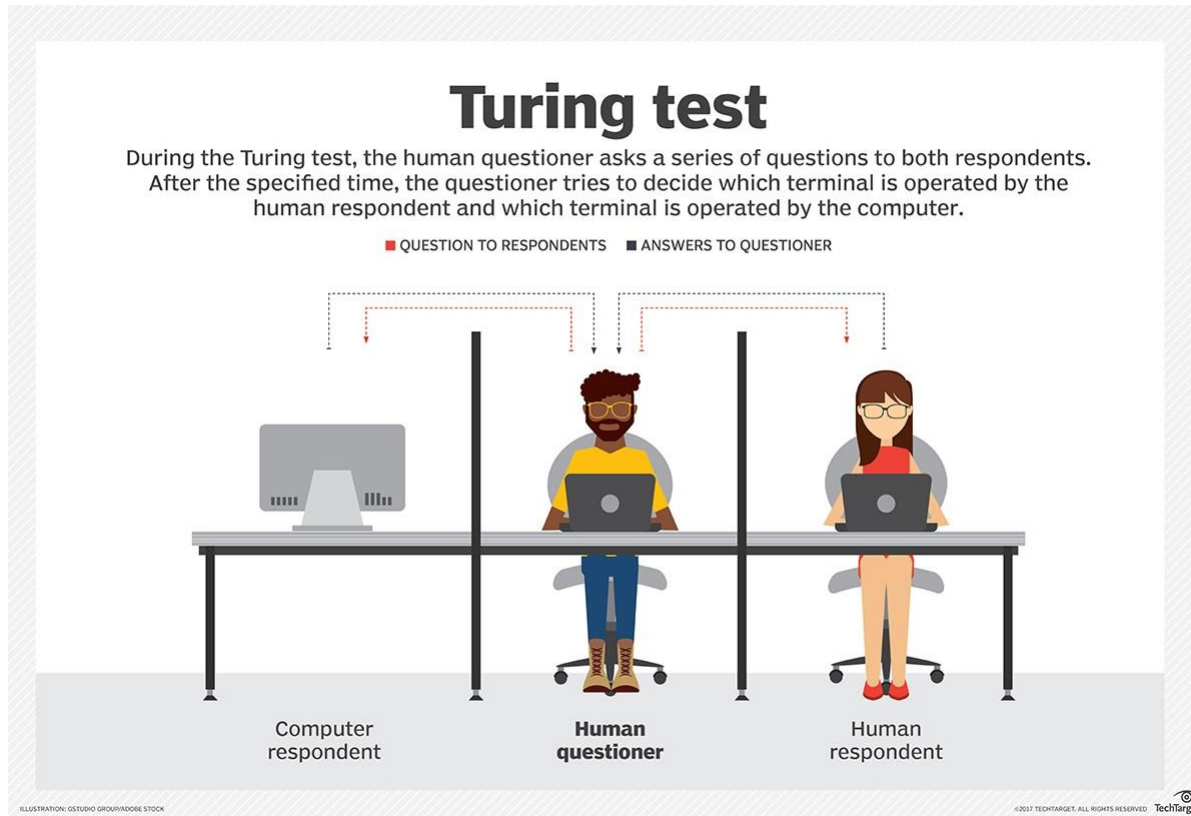 Turing test
During the Turing test, the human questioner asks a series of questions to both respondents.
After the specified time, the questioner tries to decide which terminal is operated by the
human respondent and which terminal is operated by the computer.
QUESTION TO RESPONDENTS ANSWERS TO QUESTIONER
Computer
respondent
Human
questioner
Human
respondent
ILLUSTRATION: GSTUDIO GROUP/ADOBE STOCK
©2017 TECHTARGET. ALL RIGHTS RESERVED TechTarg